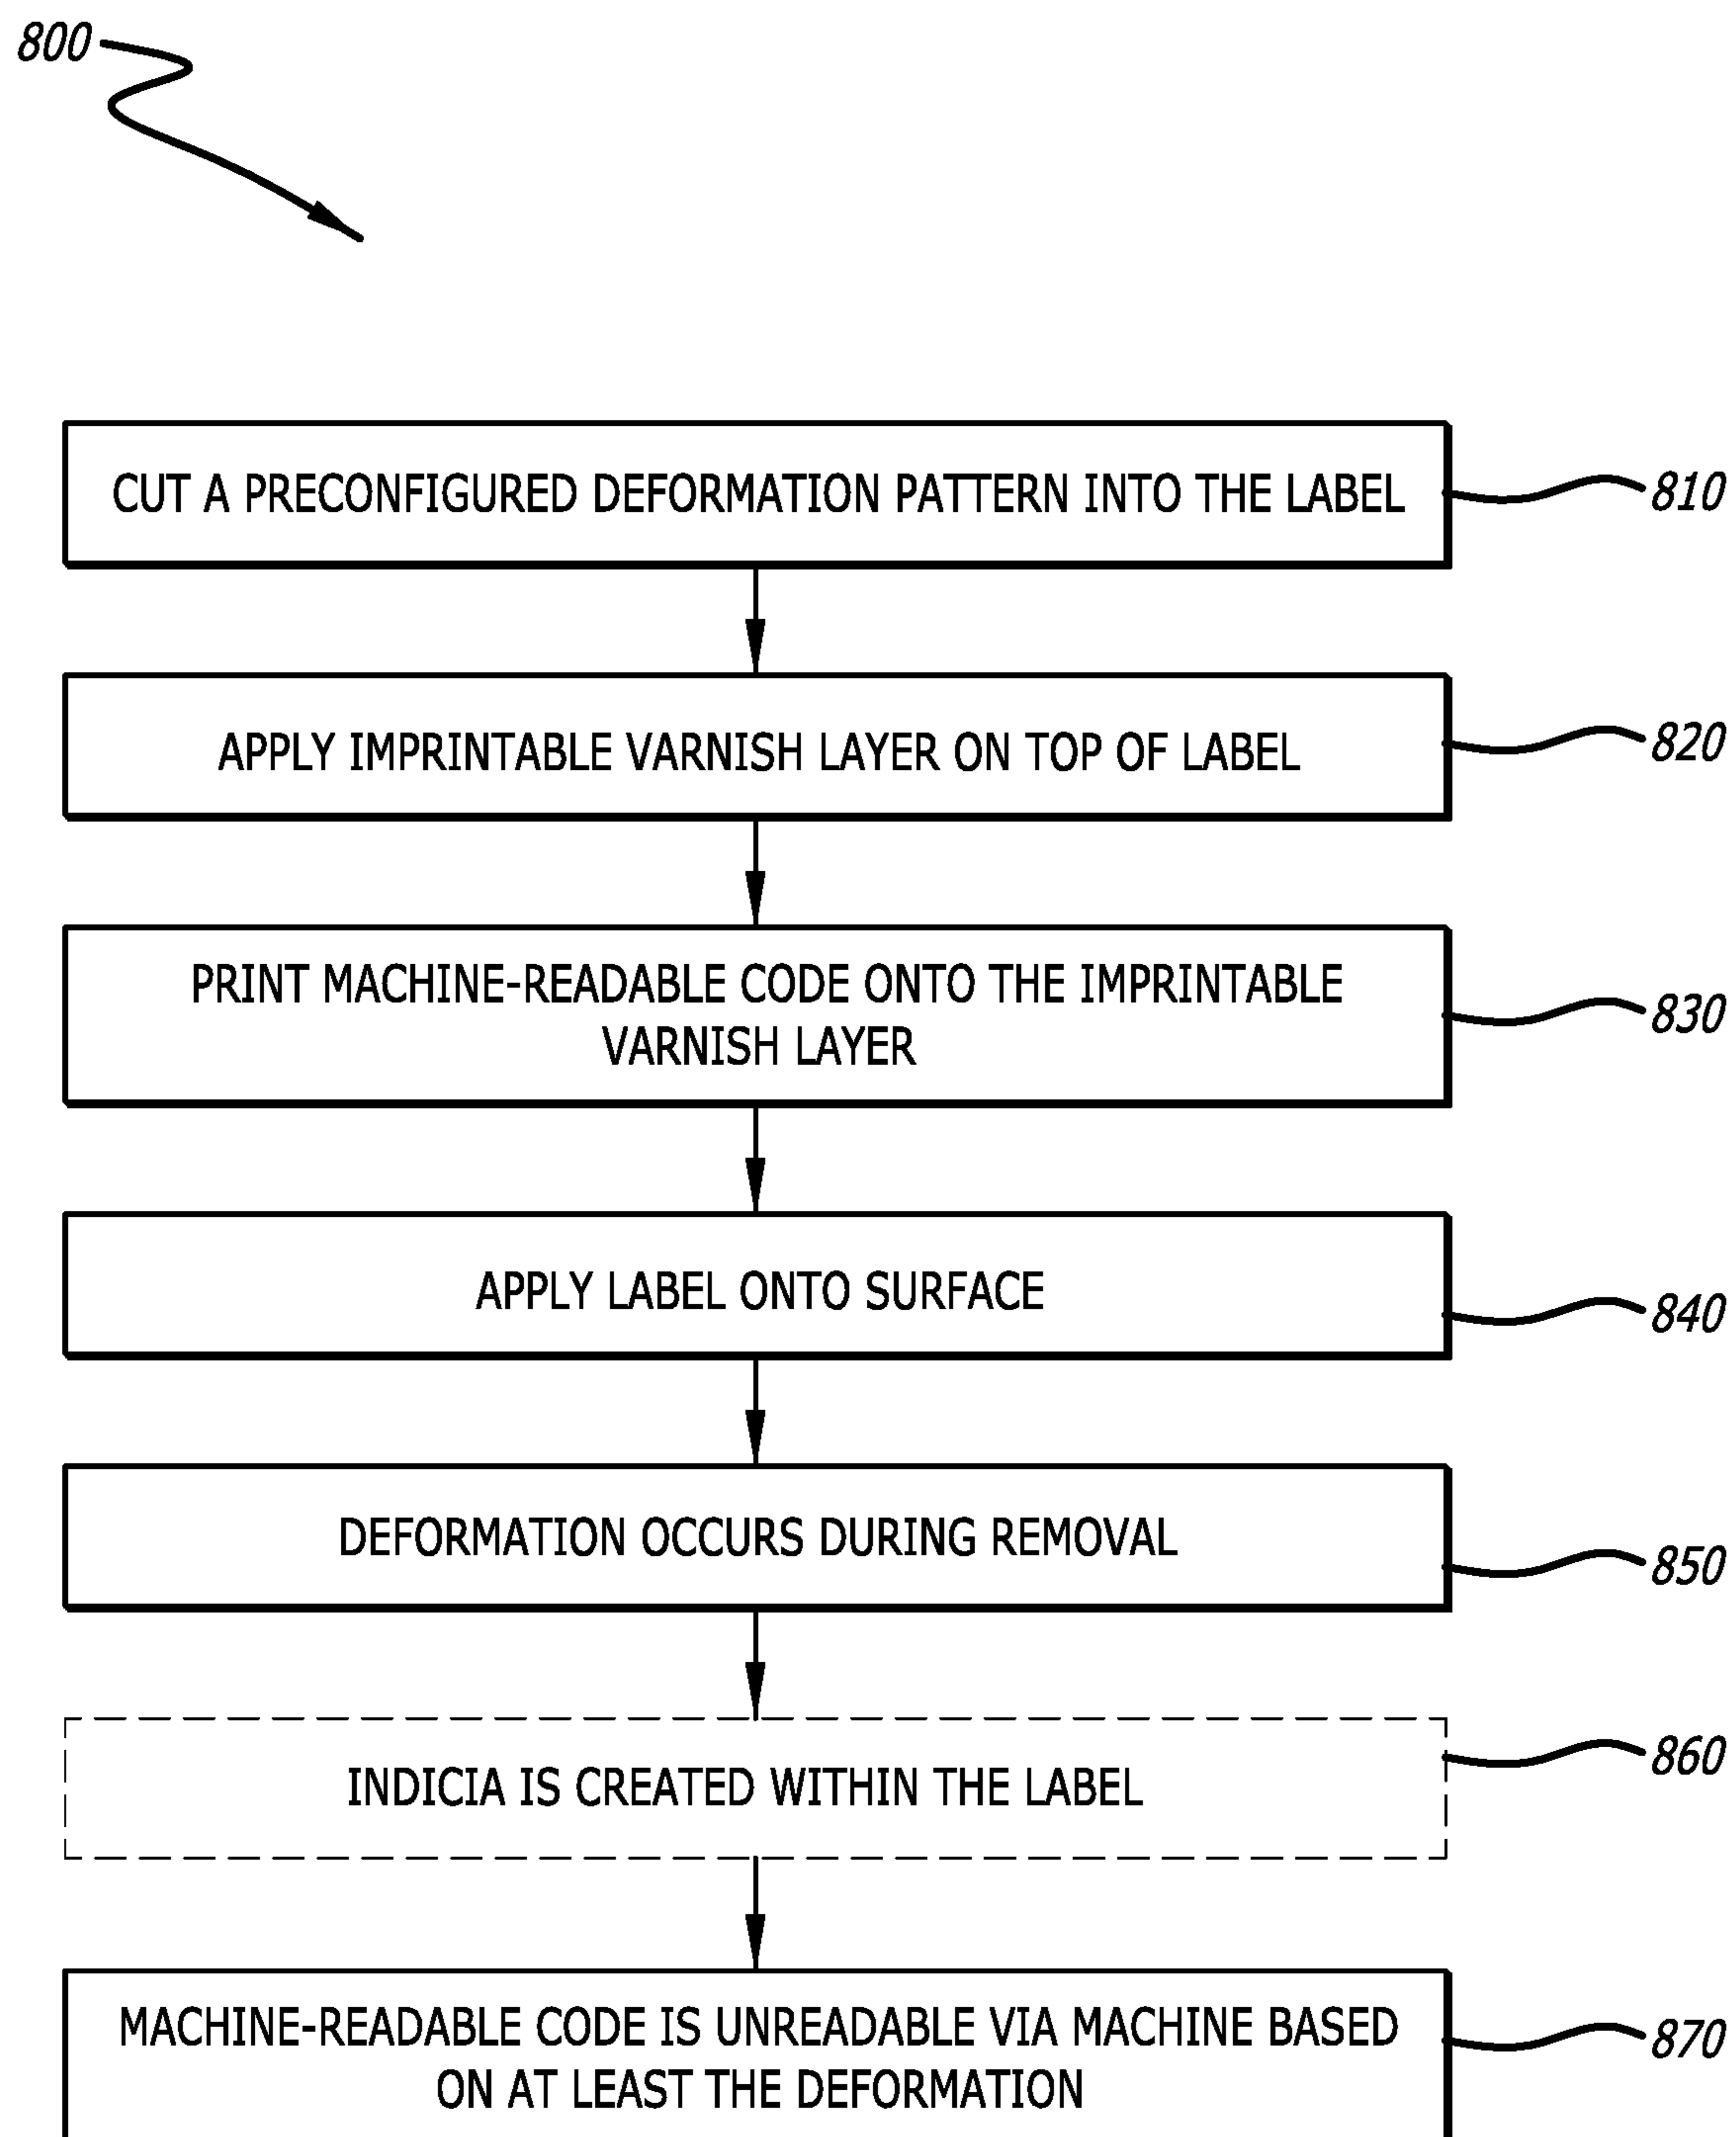 800
CUT A PRECONFIGURED DEFORMATION PATTERN INTO THE LABEL
810
APPLY IMPRINTABLE VARNISH LAYER ON TOP OF LABEL
820
PRINT MACHINE-READABLE CODE ONTO THE IMPRINTABLE
VARNISH LAYER
830
APPLY LABEL ONTO SURFACE
840
DEFORMATION OCCURS DURING REMOVAL
850
INDICIA IS CREATED WITHIN THE LABEL
860
MACHINE-READABLE CODE IS UNREADABLE VIA MACHINE BASED
ON AT LEAST THE DEFORMATION
870